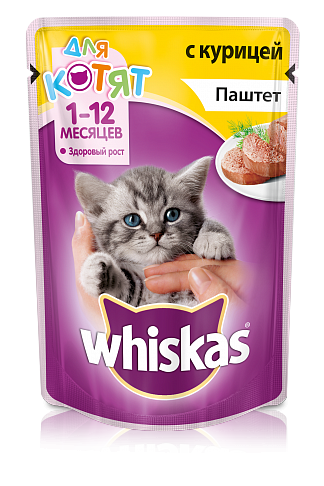 для
КОТЯТ
1-12
МЕСЯЦЕВ
• Здоровый рост
с курицей
Паштет
whiskas®